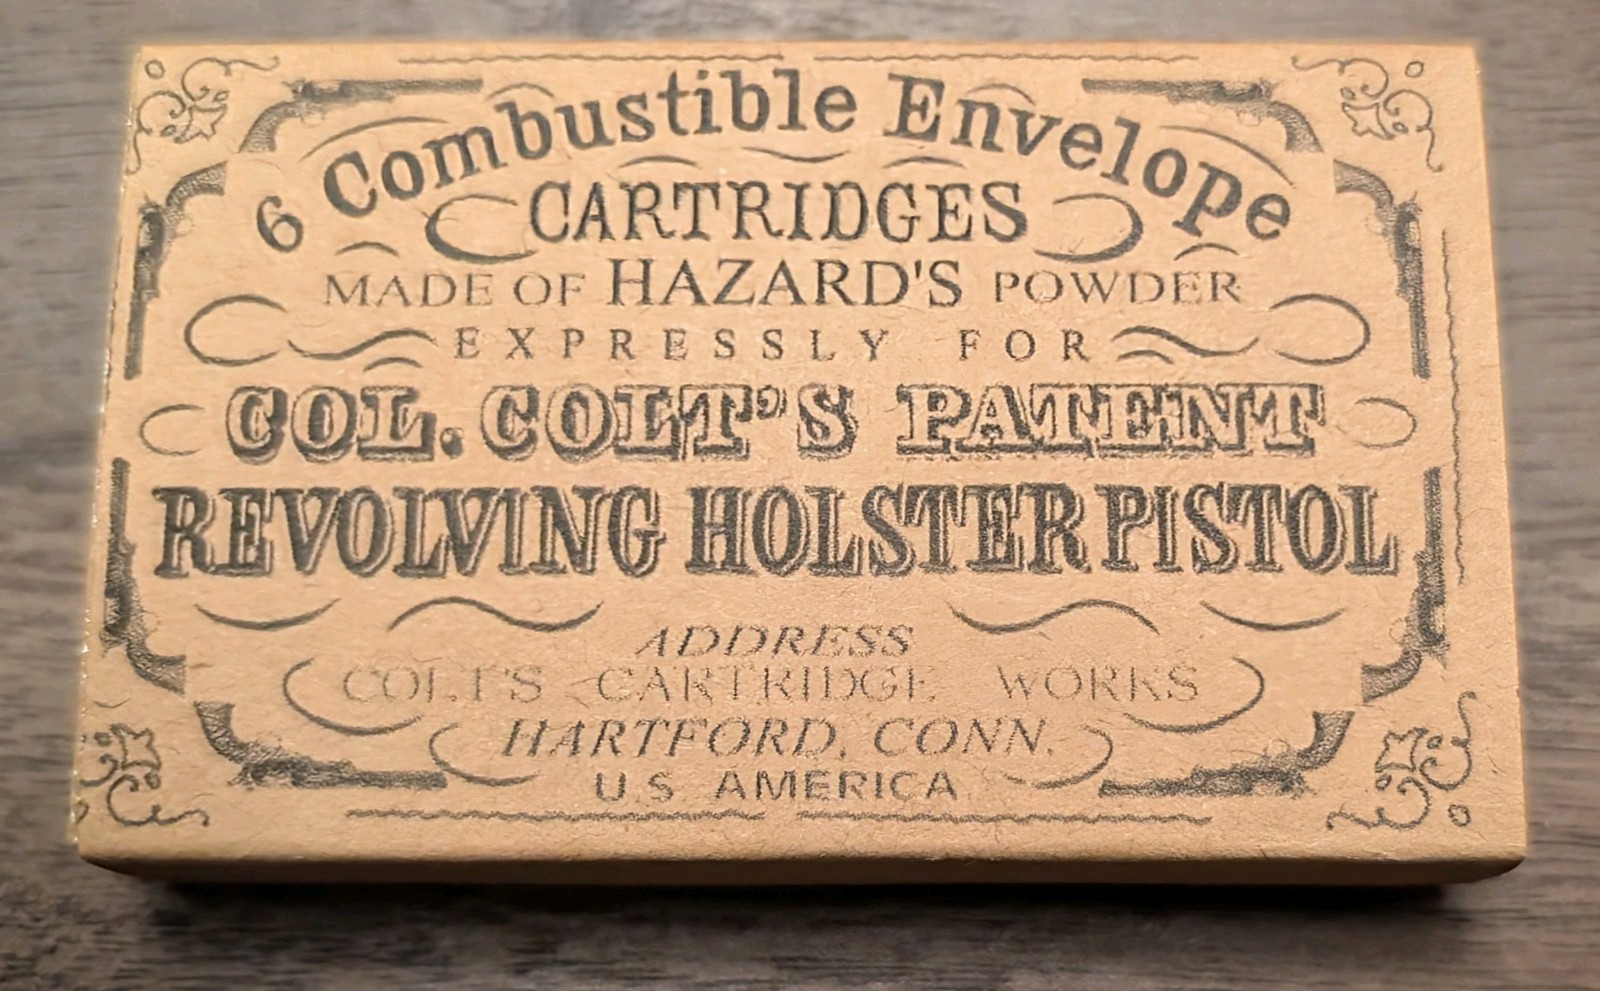 6 Combustible Envelope
CARTRIDGES
MADE OF HAZARD'S POWDER
EXPRESSLY FOR
COL. COLT'S PATENT
REVOLVING HOLSTER PISTOL
ADDRESS
COLT'S CARTRIDGE WORKS
HARTFORD, CONN.
U.S AMERICA